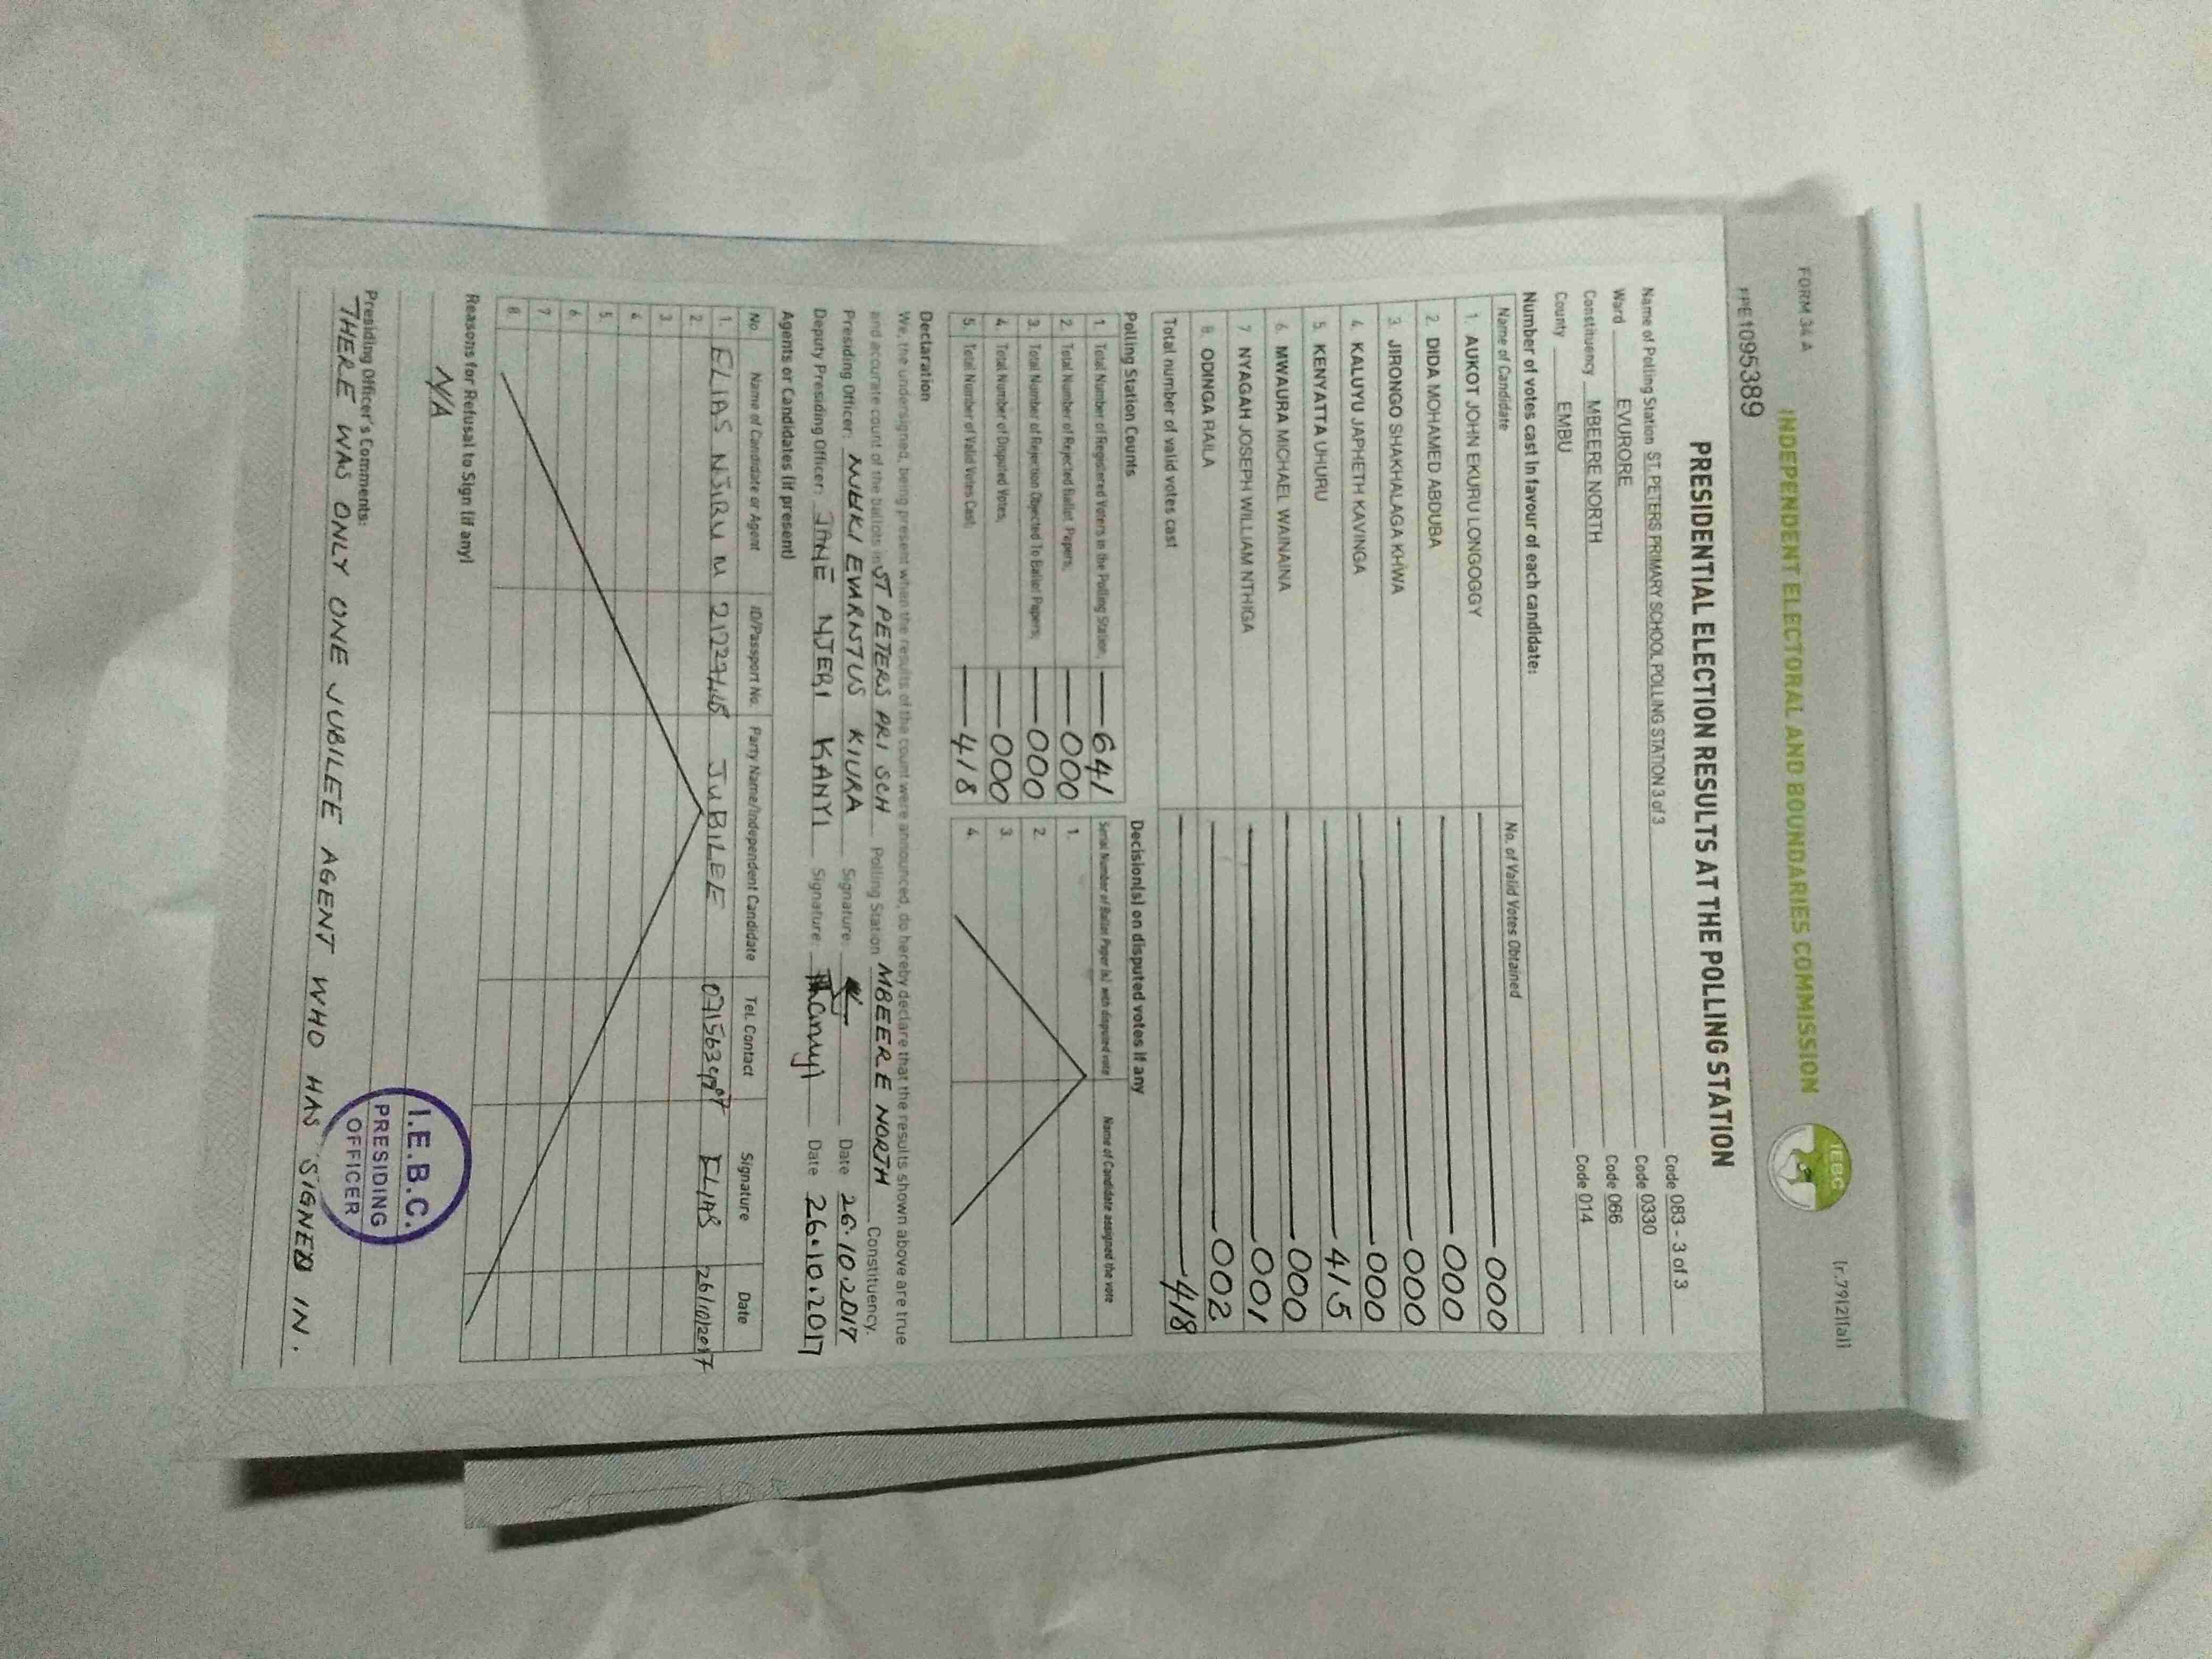 FORM 34 A
INDEPENDENT ELECTORAL AND BOUNDARIES COMMISSION
IEBC
(r.79(2)(a))
PPE1095389
PRESIDENTIAL ELECTION RESULTS AT THE POLLING STATION
Name of Polling Station ST. PETERS PRIMARY SCHOOL POLLING STATION 3 of 3 Code 083 - 3 of 3
Ward EVURORE Code 0330
Constituency MBEERE NORTH Code 066
County EMBU Code 014
Number of votes cast in favour of each candidate:
Name of Candidate No. of Valid Votes Obtained
1. AUKOT JOHN EKURU LONGOGGY 000
2. DIDA MOHAMED ABDUBA 000
3. JIRONGO SHAKHALAGA KHWA 000
4. KALUYU JAPHETH KAVINGA 000
5. KENYATTA UHURU 415
6. MWAURA MICHAEL WAINAINA 000
7. NYAGAH JOSEPH WILLIAM NTHIGA 001
8. ODINGA RAILA 002
Total number of valid votes cast 418
Polling Station Counts
1. Total Number of Registered Voters in the Polling Station. 641
2. Total Number of Rejected Ballot Papers. 000
3. Total Number of Rejection Objected To Ballot Papers. 000
4. Total Number of Disputed Votes. 000
5. Total Number of Valid Votes Cast. 418
Decision(s) on disputed votes if any
Serial Number of Ballot Paper (s) with disputed vote Name of Candidate assigned the vote
1.
2.
3.
4.
Declaration
We, the undersigned, being present when the results of the count were announced, do hereby declare that the results shown above are true
and accurate count of the ballots in ST PETERS PRI SCH Polling Station MBEERE NORTH Constituency.
Presiding Officer: EVARNTUS KIURA Signature: Date 26.10.2017
Deputy Presiding Officer: JANE NJERI KANYI Signature: Date 26.10.2017
Agents or Candidates (if present)
No. Name of Candidate or Agent ID/Passport No. Party Name/Independent Candidate Tel. Contact Signature Date
1. ELIAS NJIRU N JUBILEE ELIAS 26/10/2017
2.
3.
4.
5.
6.
7.
8.
Reasons for Refusal to Sign (if any)
N/A
Presiding Officer's Comments:
THERE WAS ONLY ONE JUBILEE AGENT WHO HAS SIGNED IN.
I.E.B.C.
PRESIDING
OFFICER